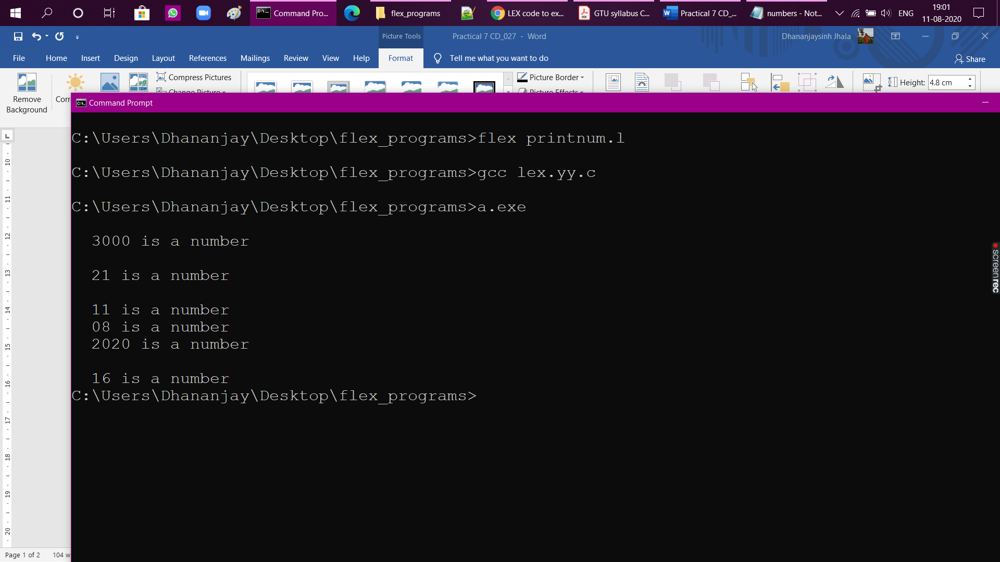 Command Pro...
flex_programs
LEX code to ex...
GTU syllabus C...
Practical 7 CD_...
numbers - Not...
ENG
19:01
11-08-2020
Picture Tools
Practical 7 CD_027 - Word
Dhananjaysinh Jhala
File Home Insert Design Layout References Mailings Review View Help Format Tell me what you want to do
Share
Compress Pictures
Picture Border
Height: 4.8 cm
Remove
Background
Change Picture
Picture Effects
Command Prompt
C:\Users\Dhananjay\Desktop\flex_programs>flex printnum.l
C:\Users\Dhananjay\Desktop\flex_programs>gcc lex.yy.c
C:\Users\Dhananjay\Desktop\flex_programs>a.exe
3000 is a number
21 is a number
11 is a number
08 is a number
2020 is a number
16 is a number
C:\Users\Dhananjay\Desktop\flex_programs>
10
11
12
13
14
15
16
17
18
19
20
screenrec
Page 1 of 2 104